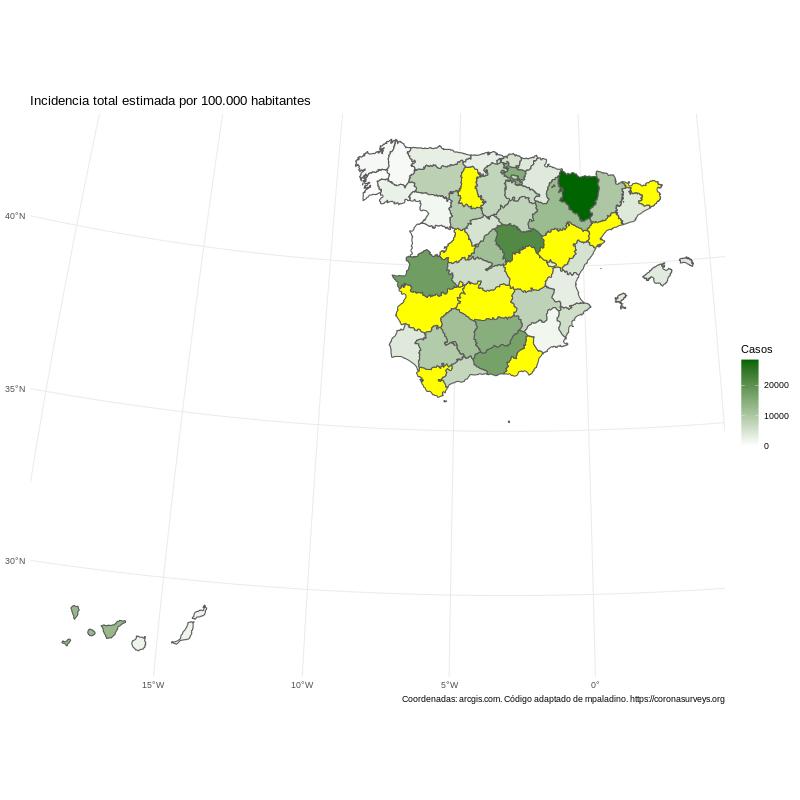 Incidencia total estimada por 100.000 habitantes
40°N
35°N
30°N
15°W
10°W
5°W
0°
Casos
20000
10000
0
Coordenadas: arcgis.com. Código adaptado de mpaladino. https://coronasurveys.org